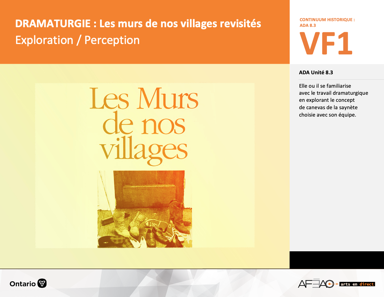 DRAMATURGIE : Les murs de nos villages revisités
Exploration / Perception
CONTINUUM HISTORIQUE :
ADA 8.3
VF1
ADA Unité 8.3
Elle ou il se familiarise
avec le travail dramaturgique
en explorant le concept
de canevas de la saynète
choisie avec son équipe.
Les Murs
de nos
villages
Ontario
AFEAO
arts en direct